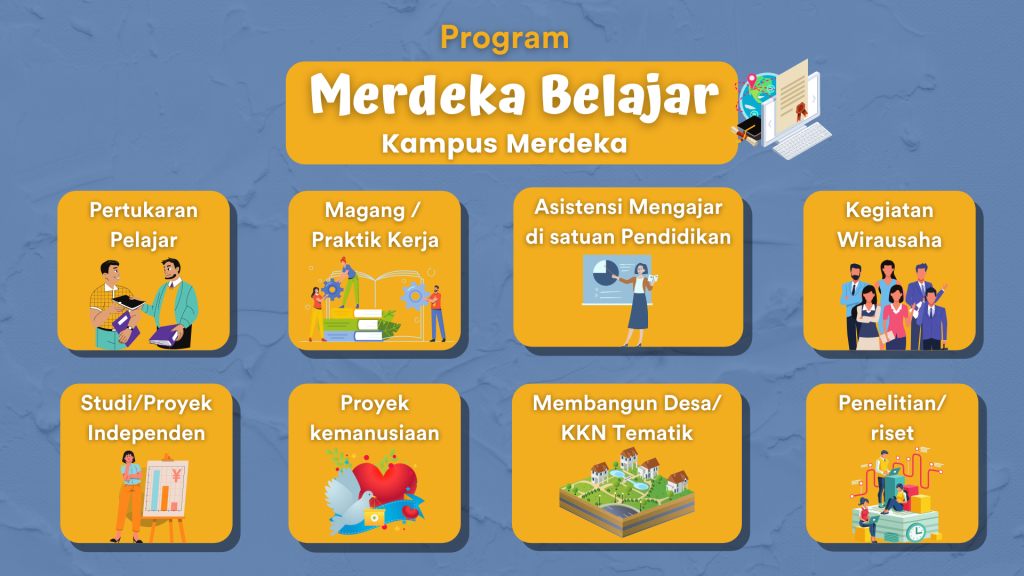 Program
Merdeka Belajar
Kampus Merdeka
Pertukaran
Pelajar
Magang /
Praktik Kerja
Asistensi Mengajar
di satuan Pendidikan
Kegiatan
Wirausaha
Studi/Proyek
Independen
Proyek
kemanusiaan
Membangun Desa/
KKN Tematik
Penelitian/
riset